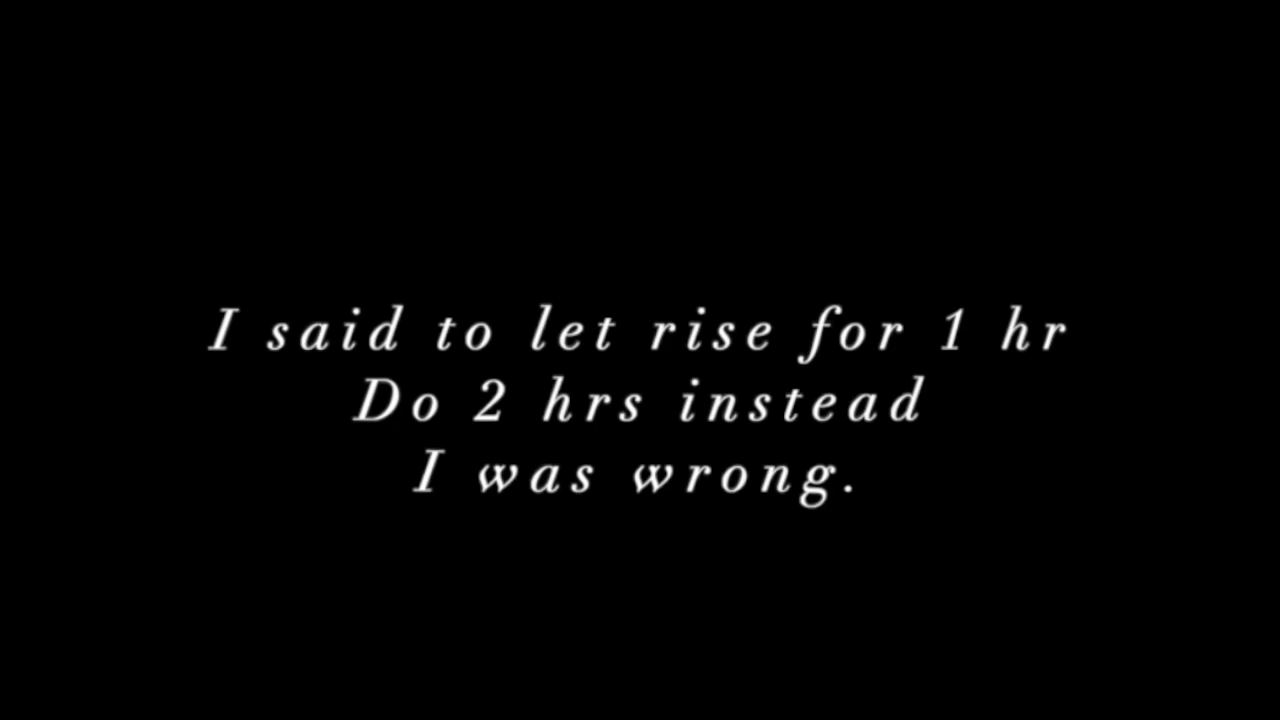 I said to let rise for 1 hr
Do 2 hrs instead
I was wrong.